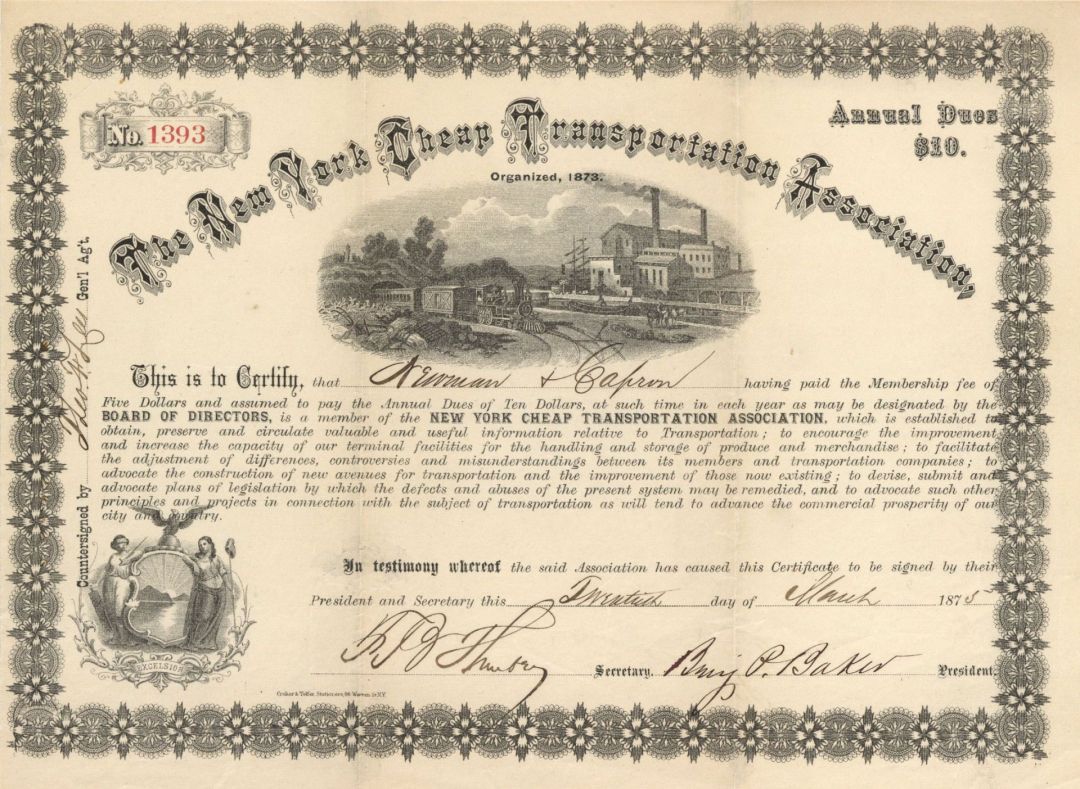 No. 1393
Annual Dues
$10.
The New York Cheap Transportation Association,
Organized, 1873.
This is to Certify, that Newman & Capron having paid the Membership fee of
Five Dollars and assumed to pay the Annual Dues of Ten Dollars, at such time in each year as may be designated by the
BOARD OF DIRECTORS, is a member of the NEW YORK CHEAP TRANSPORTATION ASSOCIATION, which is established to
obtain, preserve and circulate valuable and useful information relative to Transportation; to encourage the improvement
and increase the capacity of our terminal facilities for the handling and storage of produce and merchandise; to facilitate
the adjustment of differences, controversies and misunderstandings between its members and transportation companies; to
advocate the construction of new avenues for transportation and the improvement of those now existing; to devise, submit and
advocate plans of legislation by which the defects and abuses of the present system may be remedied, and to advocate such other
principles and projects in connection with the subject of transportation as will tend to advance the commercial prosperity of our
city and country.
Countersigned by Gen'l Ag't.
EXCELSIOR
In testimony whereof the said Association has caused this Certificate to be signed by their
President and Secretary this Twentieth day of March 1875
F. B. Thurber Secretary. Benj P. Baker President.
Croker & Telfer, Stationers, 96 Warren St. N.Y.